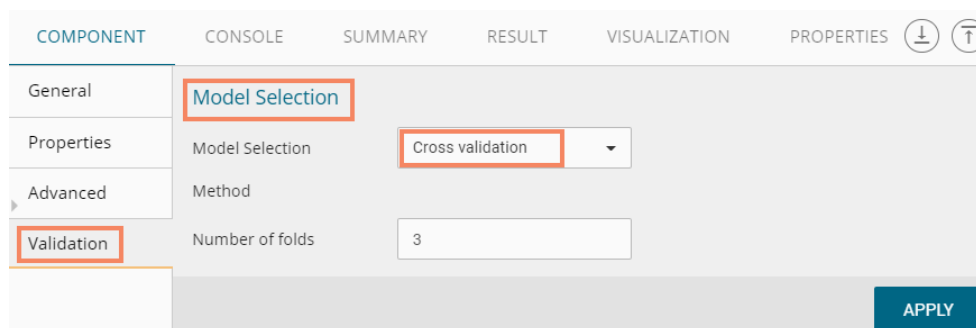 COMPONENT CONSOLE SUMMARY RESULT VISUALIZATION PROPERTIES
General
Properties
Advanced
Validation
Model Selection
Model Selection Cross validation
Method
Number of folds 3
APPLY